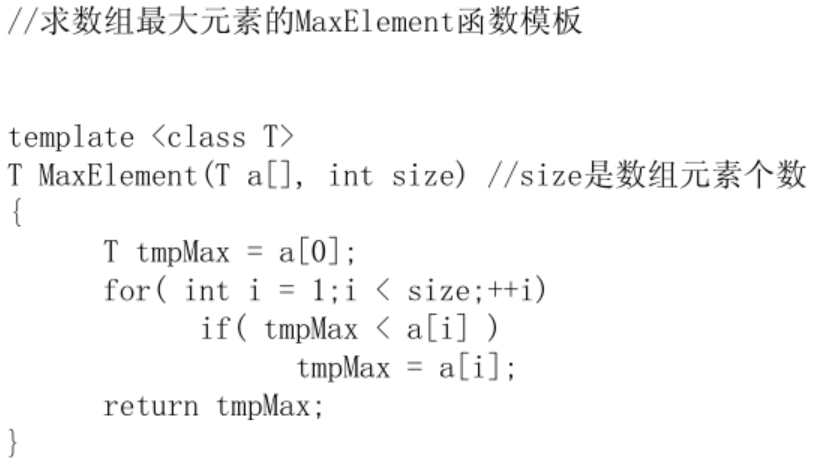 //求数组最大元素的MaxElement函数模板
template <class T>
T MaxElement(T a[], int size) //size是数组元素个数
{
T tmpMax = a[0];
for( int i = 1;i < size;++i)
if( tmpMax < a[i] )
tmpMax = a[i];
return tmpMax;
}